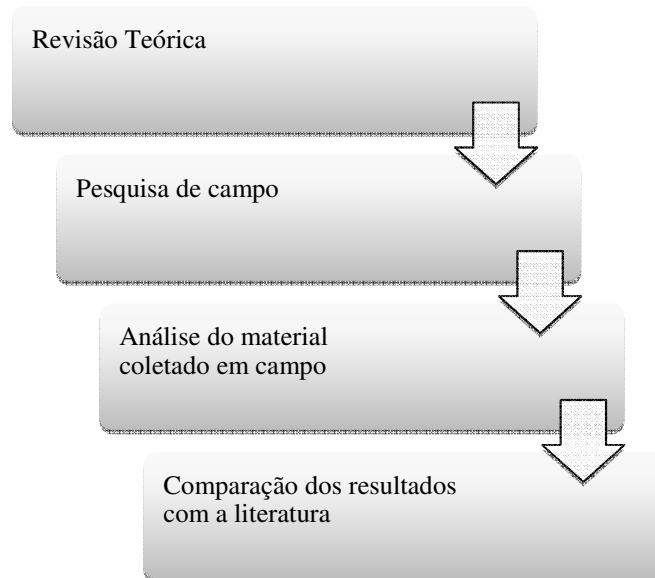 Revisão Teórica
Pesquisa de campo
Análise do material
coletado em campo
Comparação dos resultados
com a literatura